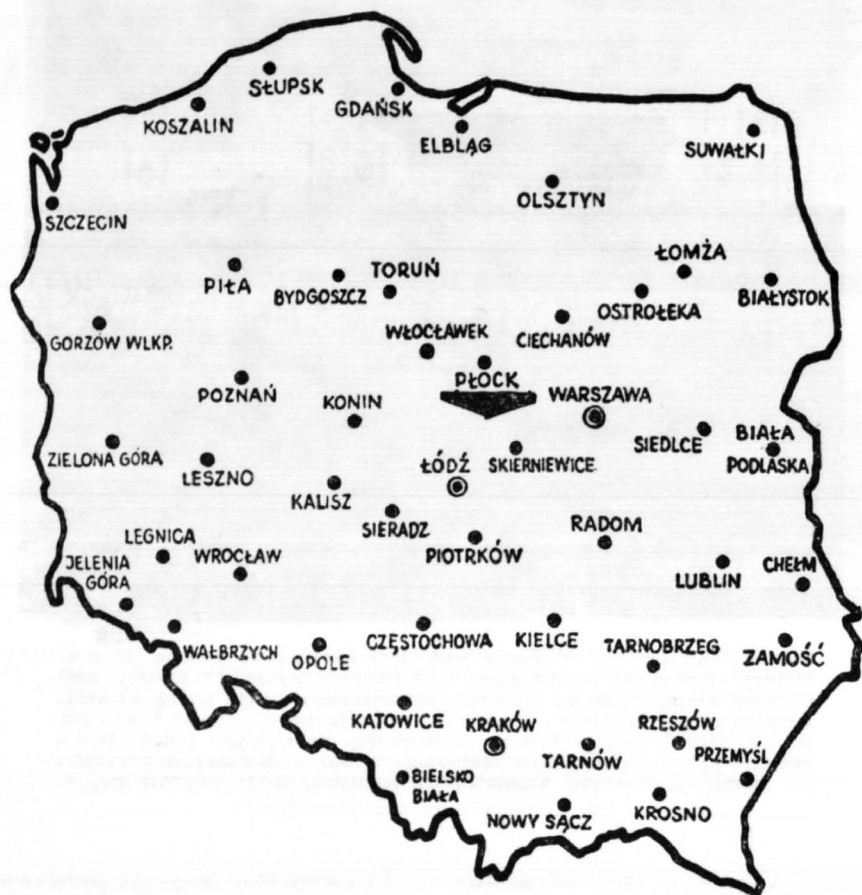 SŁUPSK
GDAŃSK
KOSZALIN
ELBLĄG
SUWAŁKI
OLSZTYN
SZCZECIN
ŁOMŻA
PIŁA
TORUŃ
BYDGOSZCZ
OSTROŁĘKA
BIAŁYSTOK
GORZÓW WLKP.
WŁOCŁAWEK
CIECHANÓW
PŁOCK
POZNAŃ
WARSZAWA
KONIN
SIEDLCE
BIAŁA
PODLASKA
ZIELONA GÓRA
LESZNO
ŁÓDŹ
SKIERNIEWICE
KALISZ
SIERADZ
RADOM
LEGNICA
WROCŁAW
PIOTRKÓW
JELENIA
GÓRA
LUBLIN
CHEŁM
WAŁBRZYCH
OPOLE
CZĘSTOCHOWA
KIELCE
TARNOBRZEG
ZAMOŚĆ
KATOWICE
KRAKÓW
RZESZÓW
TARNÓW
PRZEMYŚL
BIELSKO
BIAŁA
NOWY SĄCZ
KROSNO